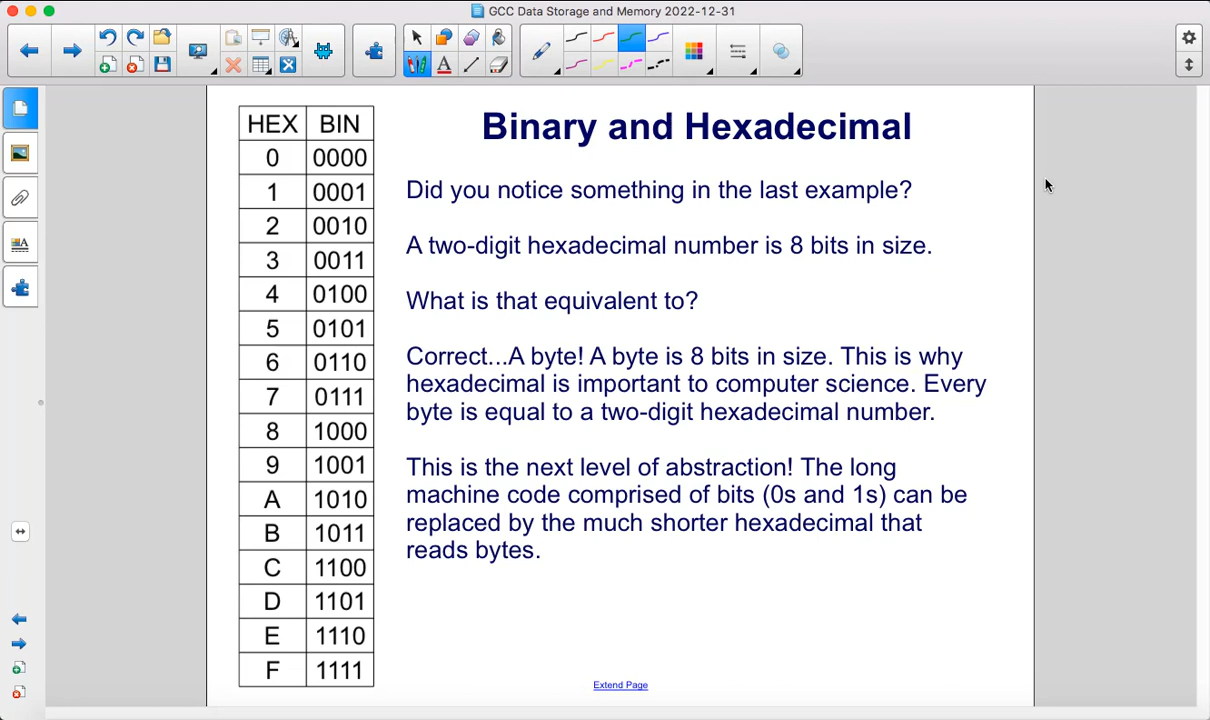 GCC Data Storage and Memory 2022-12-31
HEX BIN
0 0000
1 0001
2 0010
3 0011
4 0100
5 0101
6 0110
7 0111
8 1000
9 1001
A 1010
B 1011
C 1100
D 1101
E 1110
F 1111
Binary and Hexadecimal
Did you notice something in the last example?
A two-digit hexadecimal number is 8 bits in size.
What is that equivalent to?
Correct...A byte! A byte is 8 bits in size. This is why
hexadecimal is important to computer science. Every
byte is equal to a two-digit hexadecimal number.
This is the next level of abstraction! The long
machine code comprised of bits (0s and 1s) can be
replaced by the much shorter hexadecimal that
reads bytes.
Extend Page